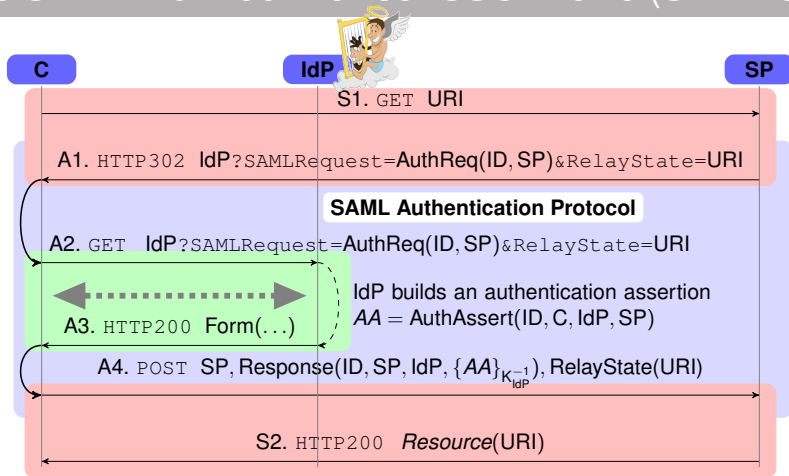 C IdP SP
S1. GET URI
A1. HTTP302 IdP?SAMLRequest=AuthReq(ID, SP)&RelayState=URI
SAML Authentication Protocol
A2. GET IdP?SAMLRequest=AuthReq(ID, SP)&RelayState=URI
IdP builds an authentication assertion
AA = AuthAssert(ID, C, IdP, SP)
A3. HTTP200 Form(...)
A4. POST SP, Response(ID, SP, IdP, {AA}K⁻¹IdP), RelayState(URI)
S2. HTTP200 Resource(URI)